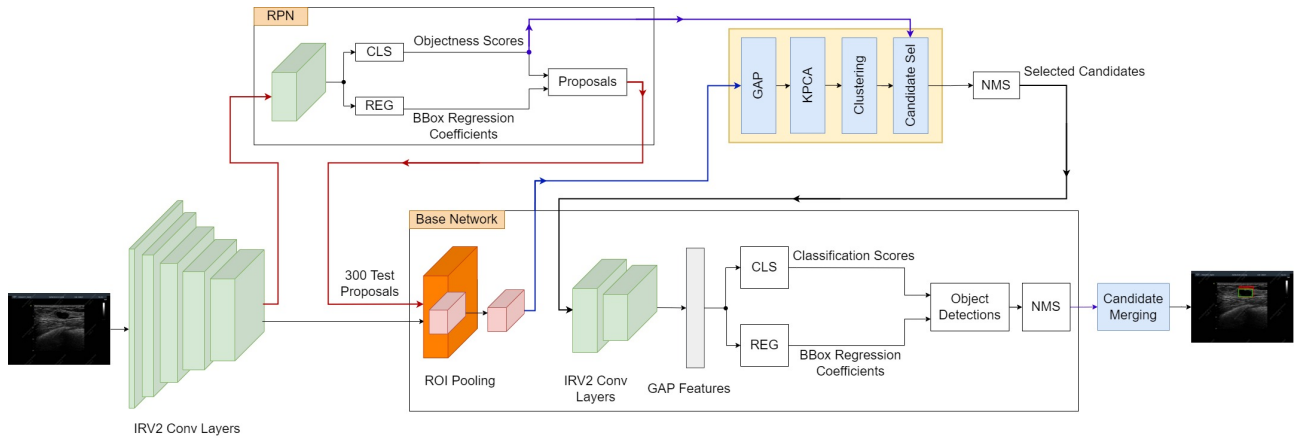 RPN
CLS
Objectness Scores
REG
BBox Regression
Coefficients
Proposals
GAP
KPCA
Clustering
Candidate Sel
NMS
Selected Candidates
Base Network
300 Test
Proposals
ROI Pooling
IRV2 Conv
Layers
GAP Features
CLS
Classification Scores
REG
BBox Regression
Coefficients
Object
Detections
NMS
Candidate
Merging
IRV2 Conv Layers